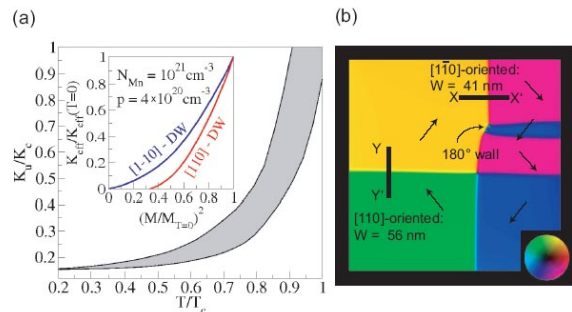 (a)
K_u/K_c
1
0.9
0.8
0.7
0.6
0.5
0.4
0.3
0.2
0.1
0
0.2 0.3 0.4 0.5 0.6 0.7 0.8 0.9 1
K_eff/K_eff(T=0)
1
0.8
0.6
0.4
0.2
0
N_Mn = 10^21 cm^-3
p = 4×10^20 cm^-3
[1-10] - DW
[110] - DW
0 0.2 0.4 0.6 0.8 1
(M/M_T=0)^2
(b)
[11̄0]-oriented:
W = 41 nm
X X'
180° wall
Y
Y'
[110]-oriented:
W = 56 nm